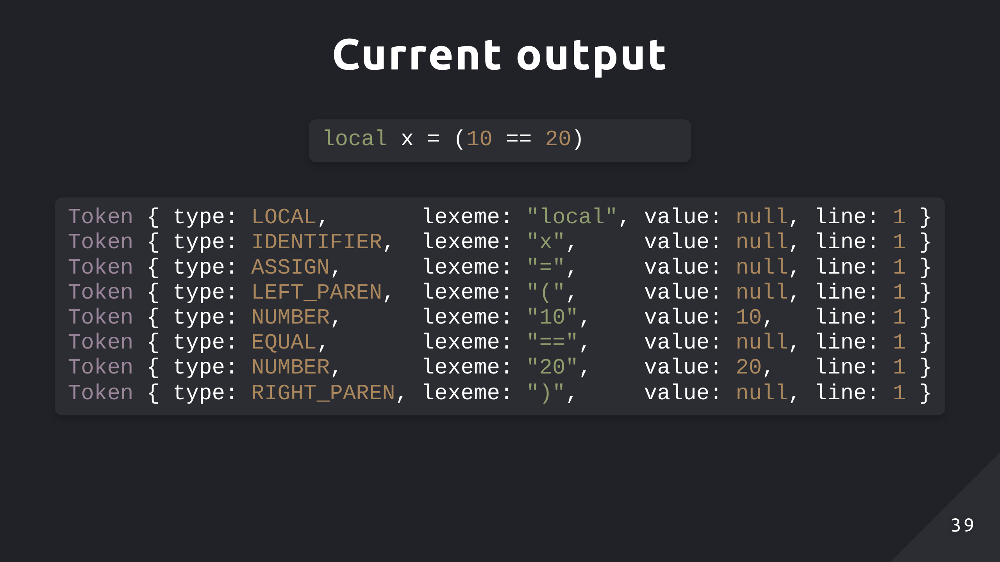 Current output
local x = (10 == 20)
Token { type: LOCAL,        lexeme: "local", value: null, line: 1 }
Token { type: IDENTIFIER,   lexeme: "x",     value: null, line: 1 }
Token { type: ASSIGN,       lexeme: "=",     value: null, line: 1 }
Token { type: LEFT_PAREN,   lexeme: "(",     value: null, line: 1 }
Token { type: NUMBER,       lexeme: "10",    value: 10,   line: 1 }
Token { type: EQUAL,        lexeme: "==",    value: null, line: 1 }
Token { type: NUMBER,       lexeme: "20",    value: 20,   line: 1 }
Token { type: RIGHT_PAREN,  lexeme: ")",     value: null, line: 1 }
39